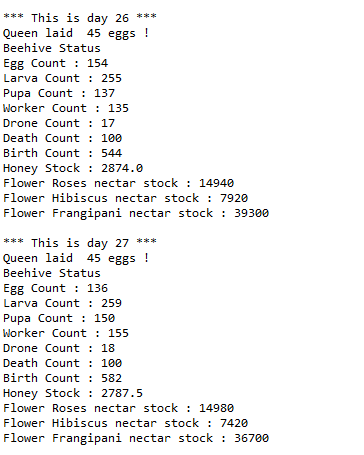 *** This is day 26 ***
Queen laid  45 eggs !
Beehive Status
Egg Count : 154
Larva Count : 255
Pupa Count : 137
Worker Count : 135
Drone Count : 17
Death Count : 100
Birth Count : 544
Honey Stock : 2874.0
Flower Roses nectar stock : 14940
Flower Hibiscus nectar stock : 7920
Flower Frangipani nectar stock : 39300

*** This is day 27 ***
Queen laid  45 eggs !
Beehive Status
Egg Count : 136
Larva Count : 259
Pupa Count : 150
Worker Count : 155
Drone Count : 18
Death Count : 100
Birth Count : 582
Honey Stock : 2787.5
Flower Roses nectar stock : 14980
Flower Hibiscus nectar stock : 7420
Flower Frangipani nectar stock : 36700